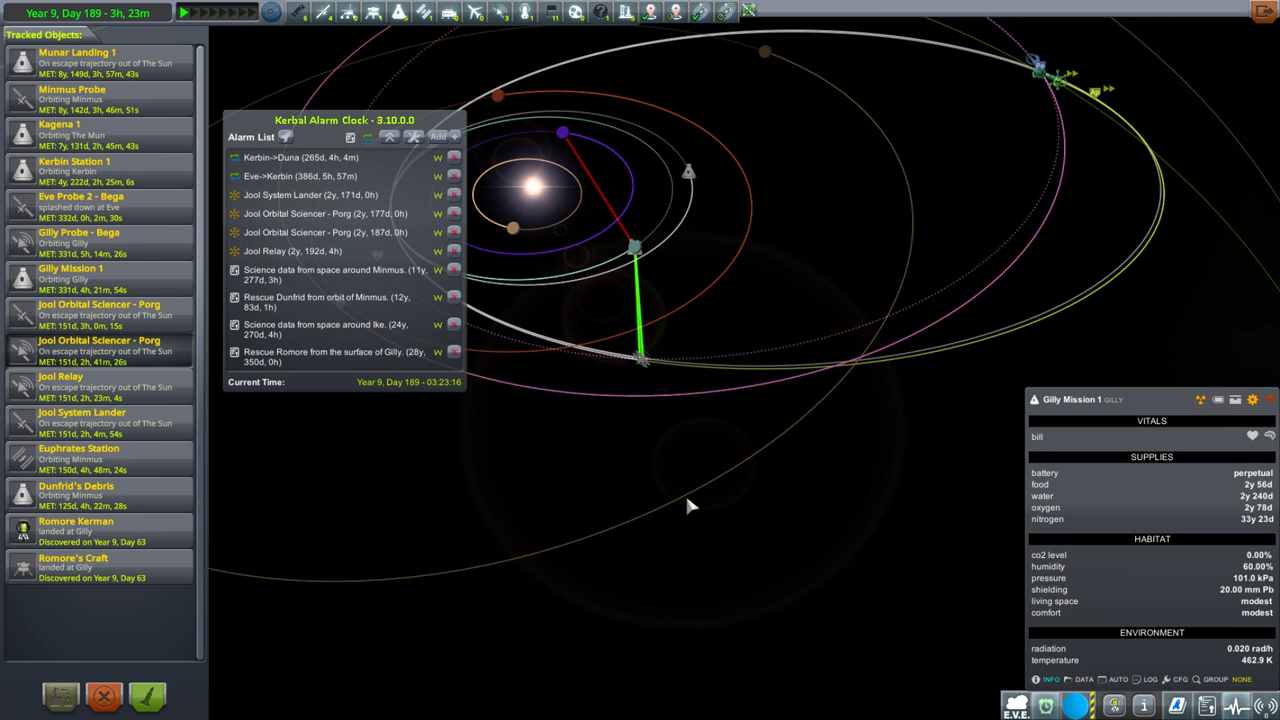 Year 9, Day 189 - 3h, 23m
Tracked Objects:
Munar Landing 1
On escape trajectory out of The Sun
MET: 8y, 149d, 3h, 57m, 43s
Minmus Probe
Orbiting Minmus
MET: 8y, 142d, 3h, 46m, 51s
Kagena 1
Orbiting The Mun
MET: 7y, 131d, 2h, 45m, 43s
Kerbin Station 1
Orbiting Kerbin
MET: 4y, 222d, 2h, 25m, 6s
Eve Probe 2 - Bega
splashed down at Eve
MET: 332d, 0h, 2m, 30s
Gilly Probe - Bega
Orbiting Gilly
MET: 331d, 5h, 14m, 26s
Gilly Mission 1
Orbiting Gilly
MET: 331d, 4h, 21m, 54s
Jool Orbital Sciencer - Porg
On escape trajectory out of The Sun
MET: 151d, 3h, 0m, 15s
Jool Orbital Sciencer - Porg
On escape trajectory out of The Sun
MET: 151d, 2h, 41m, 26s
Jool Relay
On escape trajectory out of The Sun
MET: 151d, 2h, 23m, 4s
Jool System Lander
On escape trajectory out of The Sun
MET: 151d, 2h, 4m, 54s
Euphrates Station
Orbiting Minmus
MET: 150d, 4h, 48m, 24s
Dunfrid's Debris
Orbiting Minmus
MET: 125d, 4h, 22m, 28s
Romore Kerman
landed at Gilly
Discovered on Year 9, Day 63
Romore's Craft
landed at Gilly
Discovered on Year 9, Day 63
Kerbal Alarm Clock - 3.10.0.0
Alarm List Add +
Kerbin->Duna (265d, 4h, 4m) W
Eve->Kerbin (386d, 5h, 57m) W
Jool System Lander (2y, 171d, 0h) W
Jool Orbital Sciencer - Porg (2y, 177d, 0h) W
Jool Orbital Sciencer - Porg (2y, 187d, 0h) W
Jool Relay (2y, 192d, 4h) W
Science data from space around Minmus. (11y, W
277d, 3h)
Rescue Dunfrid from orbit of Minmus. (12y, W
83d, 1h)
Science data from space around Ike. (24y, W
270d, 4h)
Rescue Romore from the surface of Gilly. (28y, W
350d, 0h)
Current Time: Year 9, Day 189 - 03:23:16
Pe
Ap
Gilly Mission 1 GILLY
VITALS
bill
SUPPLIES
battery perpetual
food 2y 56d
water 2y 240d
oxygen 2y 78d
nitrogen 33y 23d
HABITAT
co2 level 0.00%
humidity 60.00%
pressure 101.0 kPa
shielding 20.00 mm Pb
living space modest
comfort modest
ENVIRONMENT
radiation 0.020 rad/h
temperature 462.9 K
INFO DATA AUTO LOG CFG GROUP NONE
E.V.E.